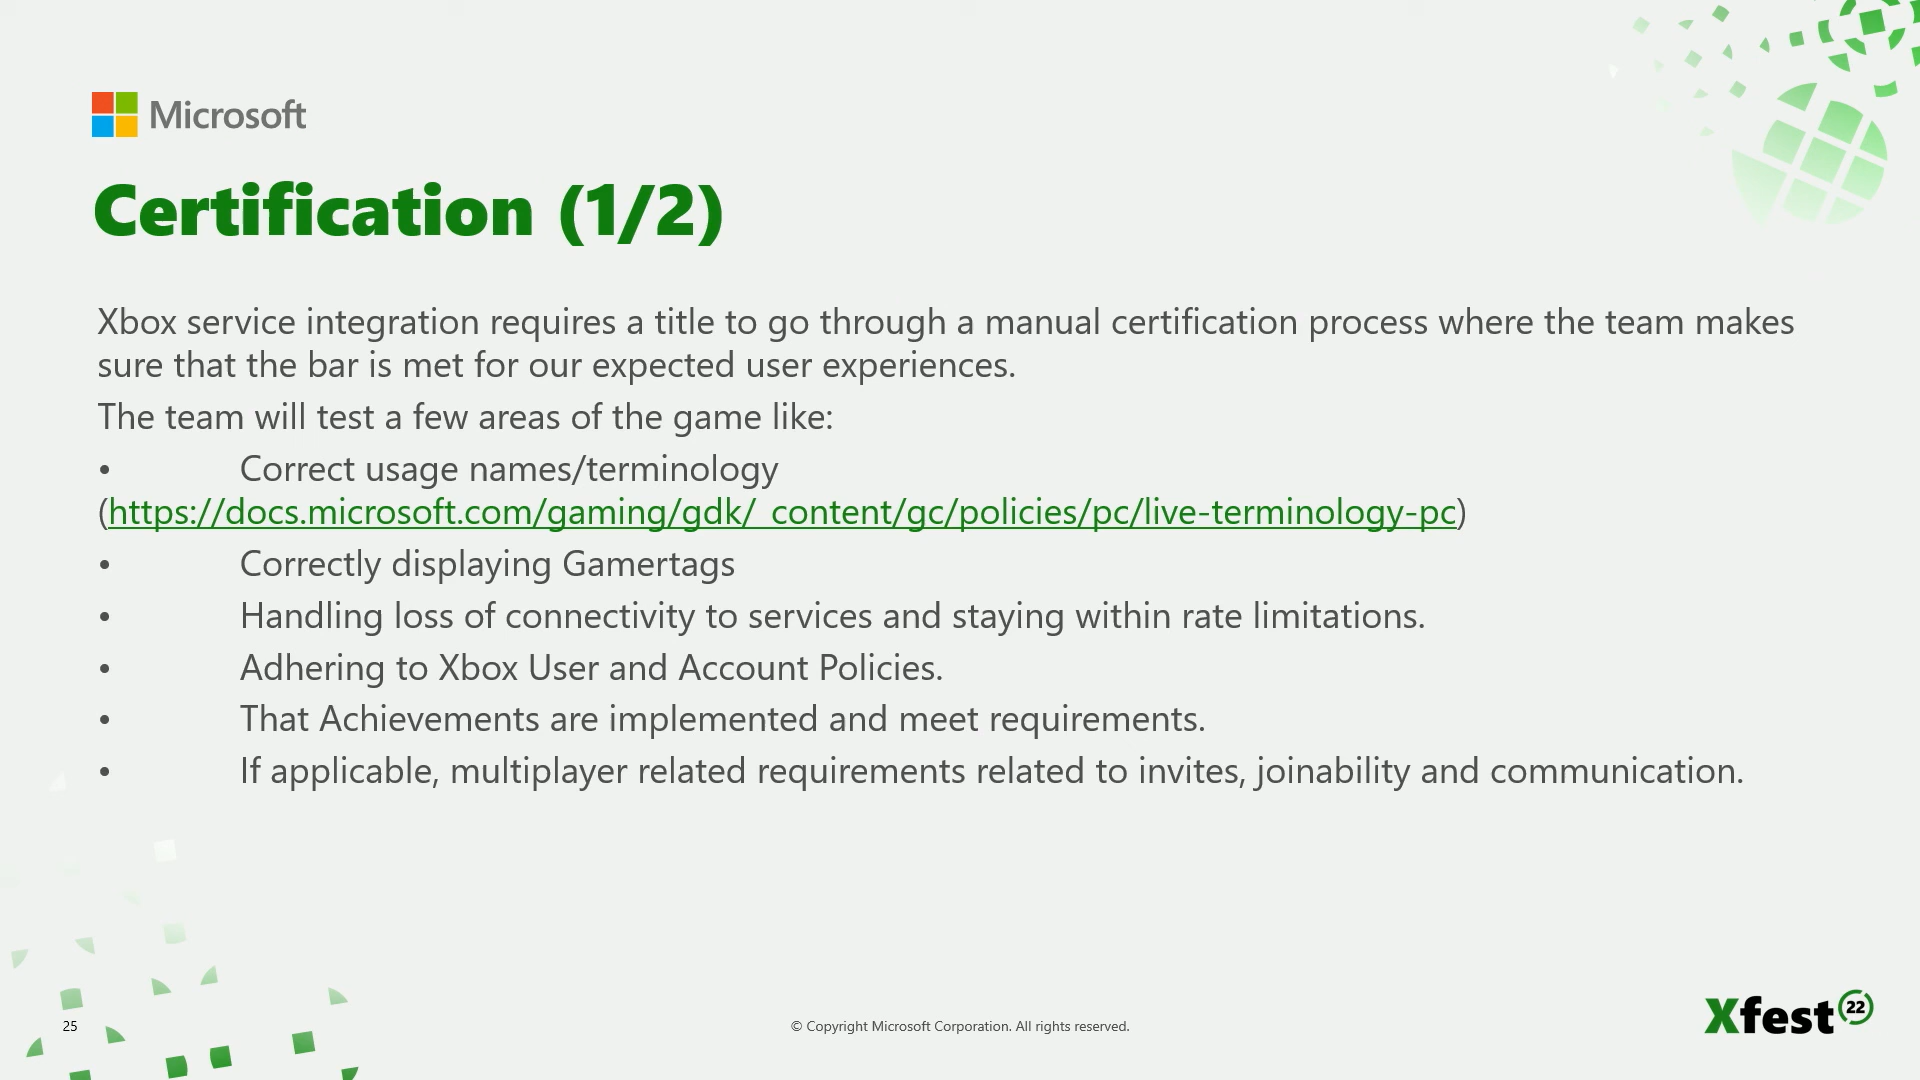 Microsoft
Certification (1/2)
Xbox service integration requires a title to go through a manual certification process where the team makes
sure that the bar is met for our expected user experiences.
The team will test a few areas of the game like:
• Correct usage names/terminology
(https://docs.microsoft.com/gaming/gdk/_content/gc/policies/pc/live-terminology-pc)
• Correctly displaying Gamertags
• Handling loss of connectivity to services and staying within rate limitations.
• Adhering to Xbox User and Account Policies.
• That Achievements are implemented and meet requirements.
• If applicable, multiplayer related requirements related to invites, joinability and communication.
25
© Copyright Microsoft Corporation. All rights reserved.
Xfest 22